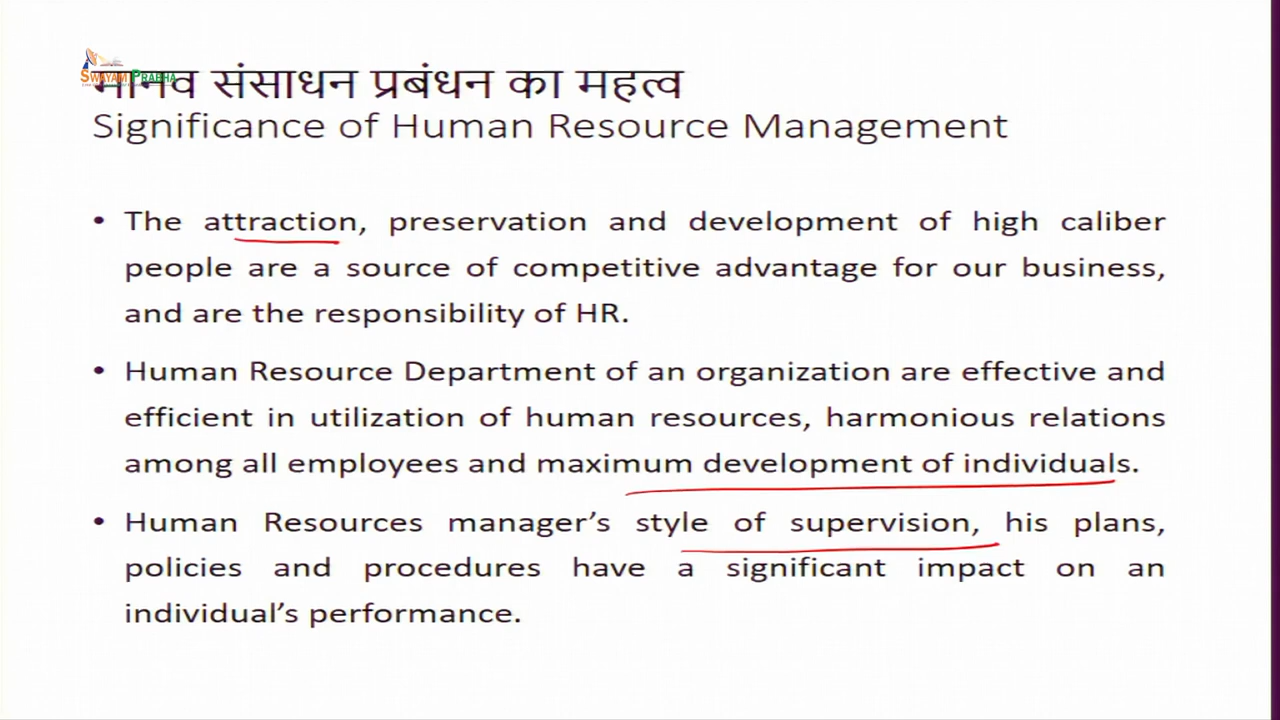 SWAYAM PRABHA
मानव संसाधन प्रबंधन का महत्व
Significance of Human Resource Management
• The attraction, preservation and development of high caliber
people are a source of competitive advantage for our business,
and are the responsibility of HR.
• Human Resource Department of an organization are effective and
efficient in utilization of human resources, harmonious relations
among all employees and maximum development of individuals.
• Human Resources manager’s style of supervision, his plans,
policies and procedures have a significant impact on an
individual’s performance.